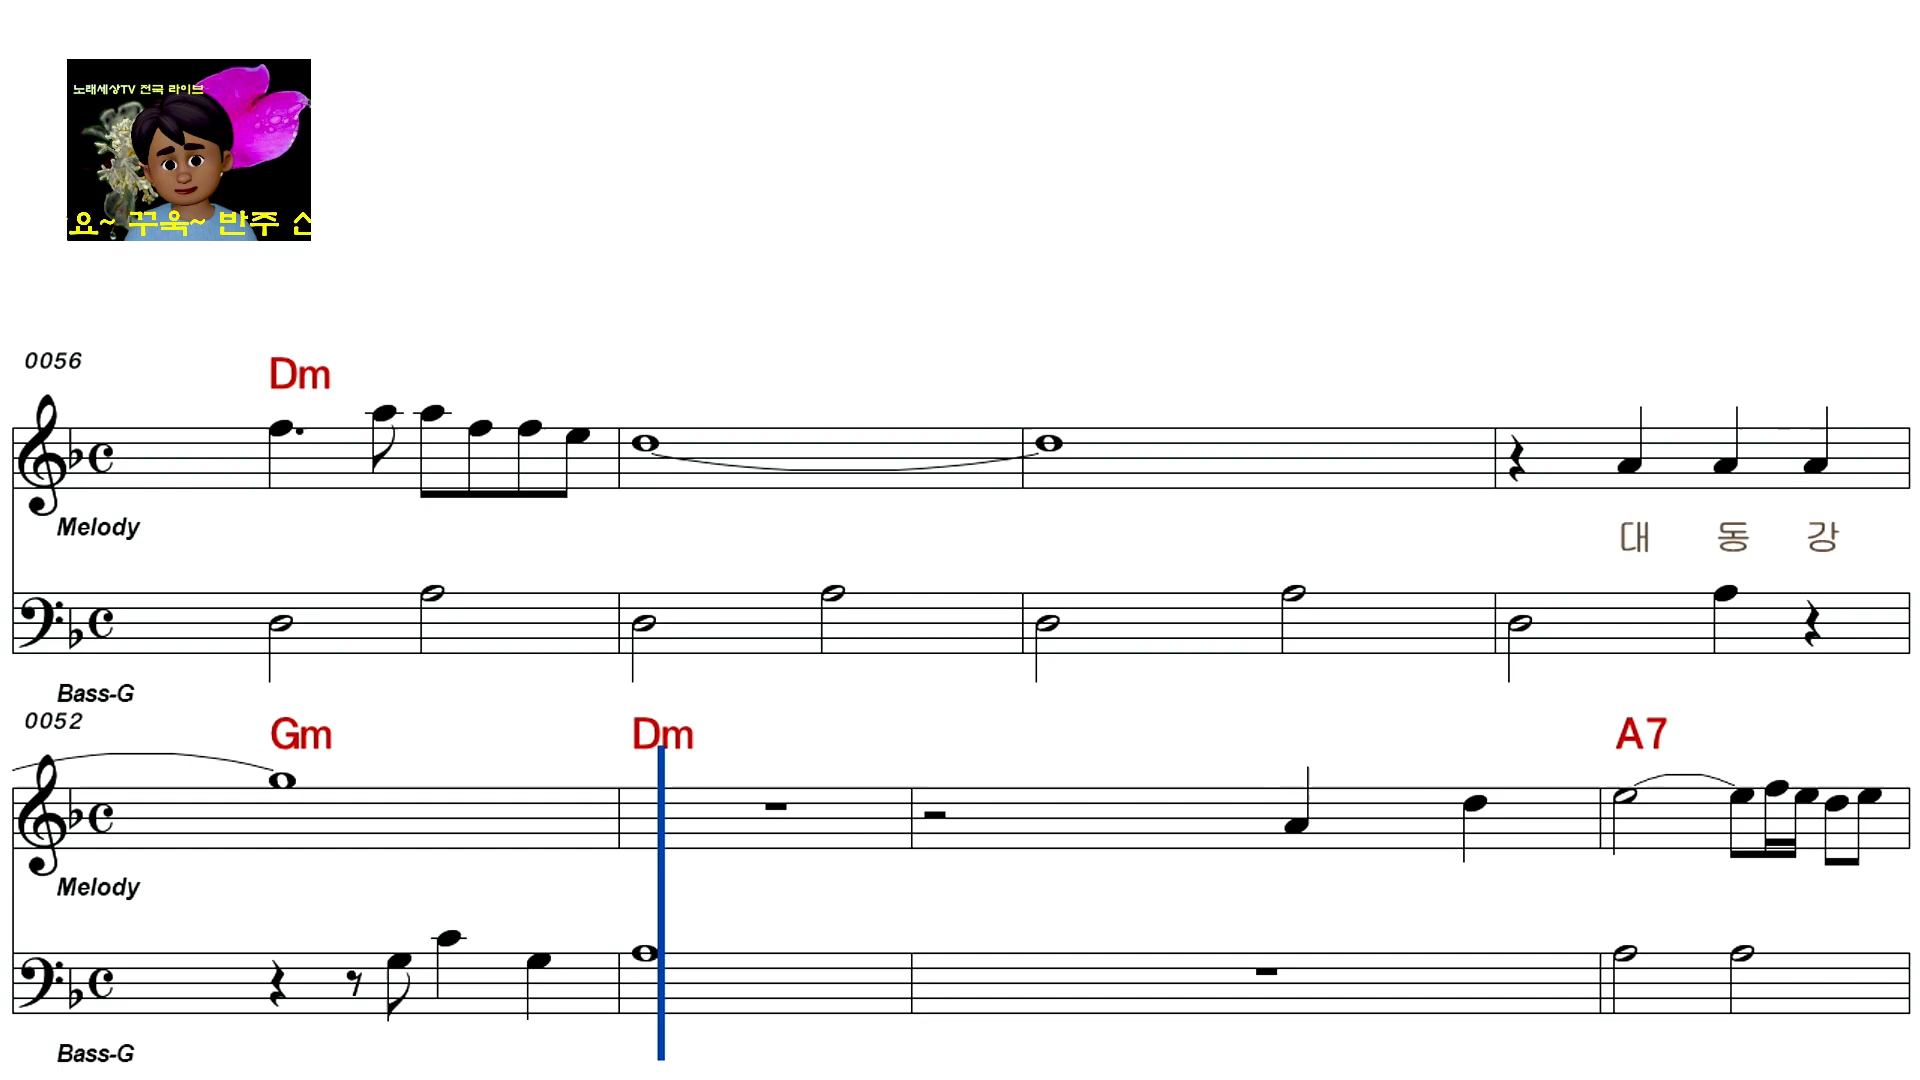 노래세상TV 전국 라이브
요~ 꾸욱~ 반주
0056
Dm
Melody
대 동 강
Bass-G
0052
Gm Dm A7
Melody
Bass-G